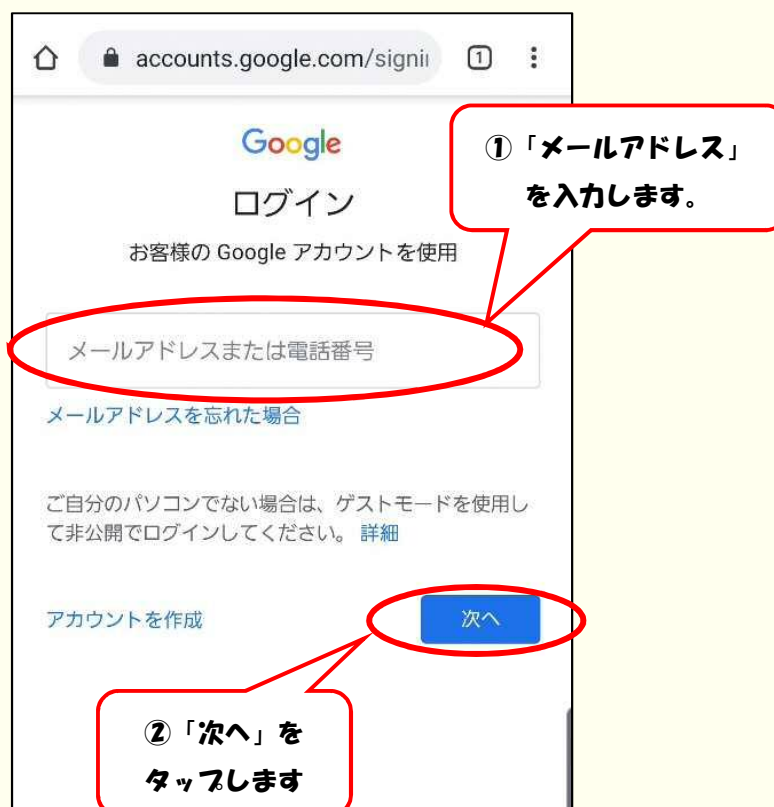 accounts.google.com/signi
1
Google
ログイン
お客様の Google アカウントを使用
①「メールアドレス」
を入力します。
メールアドレスまたは電話番号
メールアドレスを忘れた場合
ご自分のパソコンでない場合は、ゲストモードを使用し
て非公開でログインしてください。 詳細
アカウントを作成
次へ
②「次へ」を
タップします